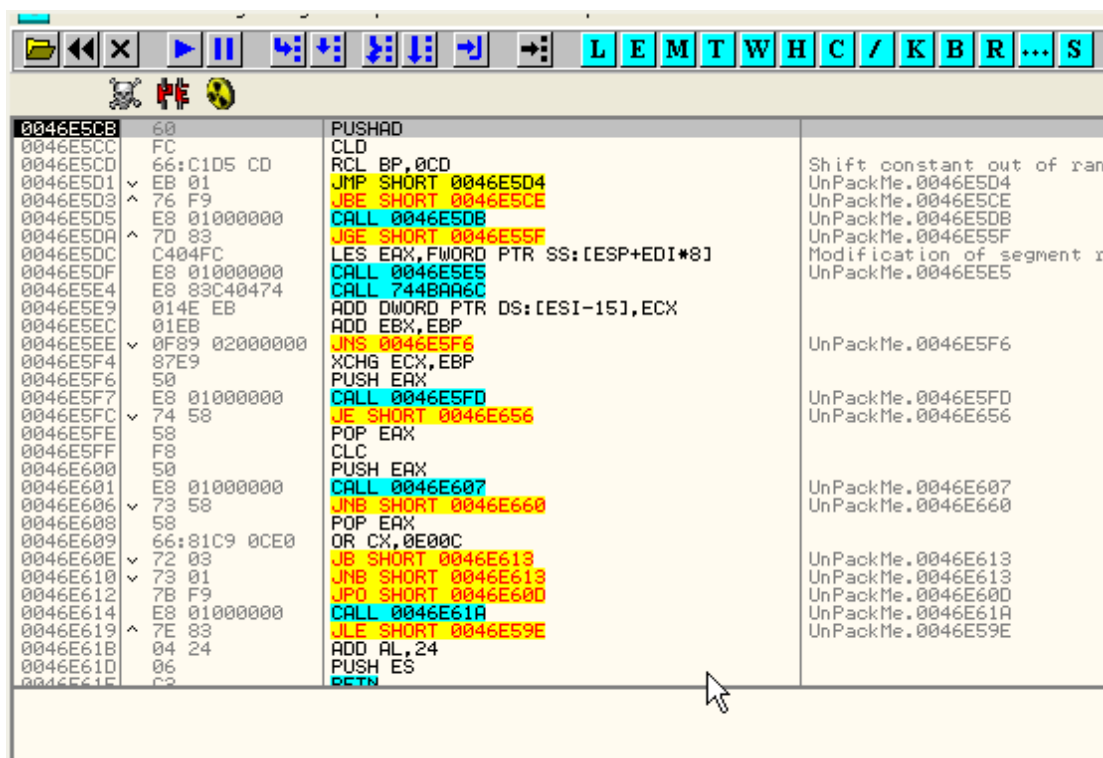 L E M T W H C / K B R ... S
0046E5CB 60 PUSHAD
0046E5CC FC CLD
0046E5CD 66:C1D5 CD RCL BP,0CD Shift constant out of ran
0046E5D1 EB 01 JMP SHORT 0046E5D4 UnPackMe.0046E5D4
0046E5D3 ^ 76 F9 JBE SHORT 0046E5CE UnPackMe.0046E5CE
0046E5D5 E8 01000000 CALL 0046E5DB UnPackMe.0046E5DB
0046E5DA ^ 7D 83 JGE SHORT 0046E55F UnPackMe.0046E55F
0046E5DC C404FC LES EAX,FWORD PTR SS:[ESP+EDI*8] Modification of segment r
0046E5DF E8 01000000 CALL 0046E5E5 UnPackMe.0046E5E5
0046E5E4 E8 83C40474 CALL 744BAA6C
0046E5E9 014E EB ADD DWORD PTR DS:[ESI-15],ECX
0046E5EC 01EB ADD EBX,EBP
0046E5EE 0F89 02000000 JNS 0046E5F6 UnPackMe.0046E5F6
0046E5F4 87E9 XCHG ECX,EBP
0046E5F6 50 PUSH EAX
0046E5F7 E8 01000000 CALL 0046E5FD UnPackMe.0046E5FD
0046E5FC 74 58 JE SHORT 0046E656 UnPackMe.0046E656
0046E5FE 58 POP EAX
0046E5FF F8 CLC
0046E600 50 PUSH EAX
0046E601 E8 01000000 CALL 0046E607 UnPackMe.0046E607
0046E606 73 58 JNB SHORT 0046E660 UnPackMe.0046E660
0046E608 58 POP EAX
0046E609 66:81C9 0CE0 OR CX,0E00C
0046E60E 72 03 JB SHORT 0046E613 UnPackMe.0046E613
0046E610 73 01 JNB SHORT 0046E613 UnPackMe.0046E613
0046E612 7B F9 JPO SHORT 0046E60D UnPackMe.0046E60D
0046E614 E8 01000000 CALL 0046E61A UnPackMe.0046E61A
0046E619 ^ 7E 83 JLE SHORT 0046E59E UnPackMe.0046E59E
0046E61B 04 24 ADD AL,24
0046E61D 06 PUSH ES
0046E61E C3 RETN